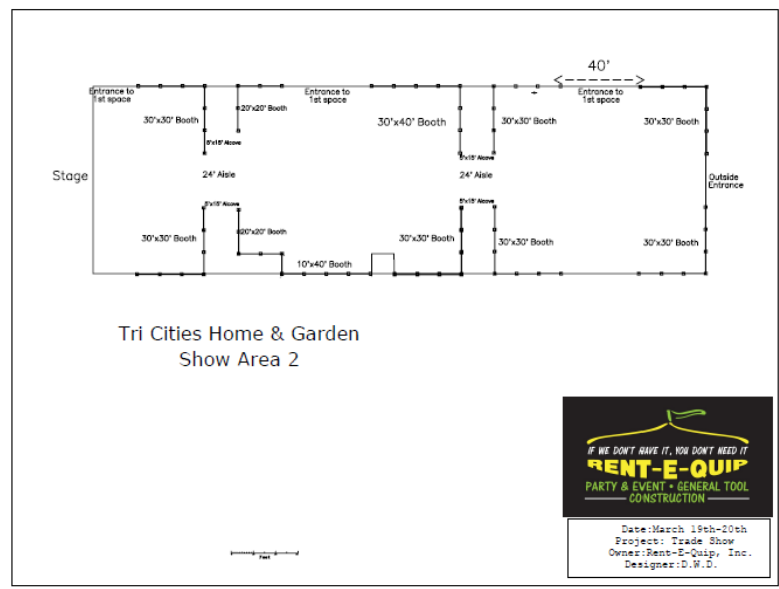 40'
Entrance to
1st space
Entrance to
1st space
Entrance to
1st space
20'x20' Booth
30'x30' Booth
30'x40' Booth
30'x30' Booth
30'x30' Booth
8'x15' Alcove
8'x15' Alcove
Stage
24' Aisle
24' Aisle
Outside
Entrance
8'x15' Alcove
8'x15' Alcove
20'x20' Booth
30'x30' Booth
30'x30' Booth
30'x30' Booth
30'x30' Booth
10'x40' Booth
Tri Cities Home & Garden
Show Area 2
IF WE DON'T HAVE IT, YOU DON'T NEED IT
RENT-E-QUIP
PARTY & EVENT • GENERAL TOOL
CONSTRUCTION
Date:March 19th-20th
Project: Trade Show
Owner:Rent-E-Quip, Inc.
Designer:D.W.D.
Feet